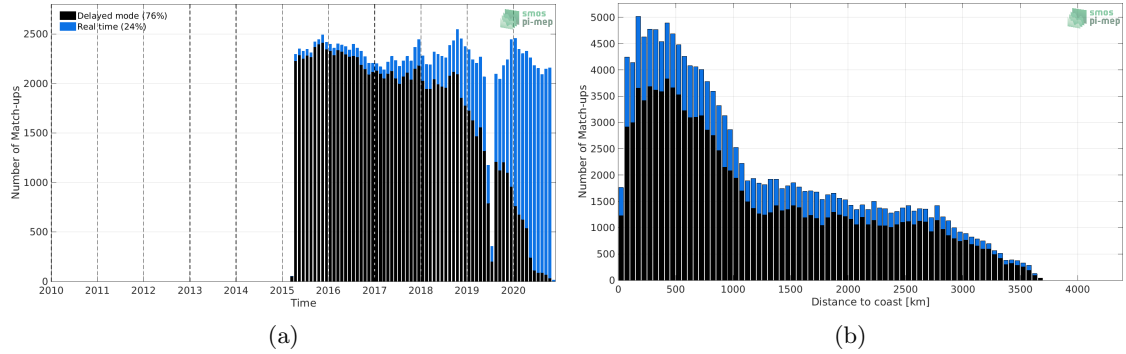 Delayed mode (76%)
Real time (24%)
smos
pi-mep
Number of Match-ups
2500
2000
1500
1000
500
0
2010 2011 2012 2013 2014 2015 2016 2017 2018 2019 2020
Time
(a)
smos
pi-mep
Number of Match-ups
5000
4500
4000
3500
3000
2500
2000
1500
1000
500
0
0 500 1000 1500 2000 2500 3000 3500 4000
Distance to coast [km]
(b)